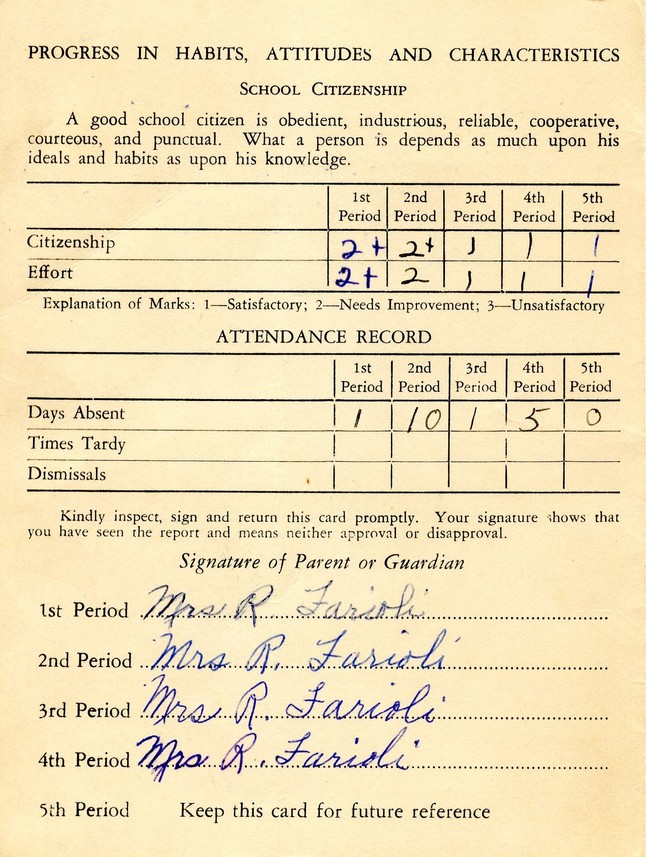 PROGRESS IN HABITS, ATTITUDES AND CHARACTERISTICS
SCHOOL CITIZENSHIP
A good school citizen is obedient, industrious, reliable, cooperative,
courteous, and punctual. What a person is depends as much upon his
ideals and habits as upon his knowledge.
1st Period 2nd Period 3rd Period 4th Period 5th Period
Citizenship 2+ 2+ 1 1 1
Effort 2+ 2 1 1 1
Explanation of Marks: 1—Satisfactory; 2—Needs Improvement; 3—Unsatisfactory
ATTENDANCE RECORD
1st Period 2nd Period 3rd Period 4th Period 5th Period
Days Absent 1 10 1 5 0
Times Tardy
Dismissals
Kindly inspect, sign and return this card promptly. Your signature shows that
you have seen the report and means neither approval or disapproval.
Signature of Parent or Guardian
1st Period Mrs R. Farioli
2nd Period Mrs R. Farioli
3rd Period Mrs R. Farioli
4th Period Mrs R. Farioli
5th Period Keep this card for future reference